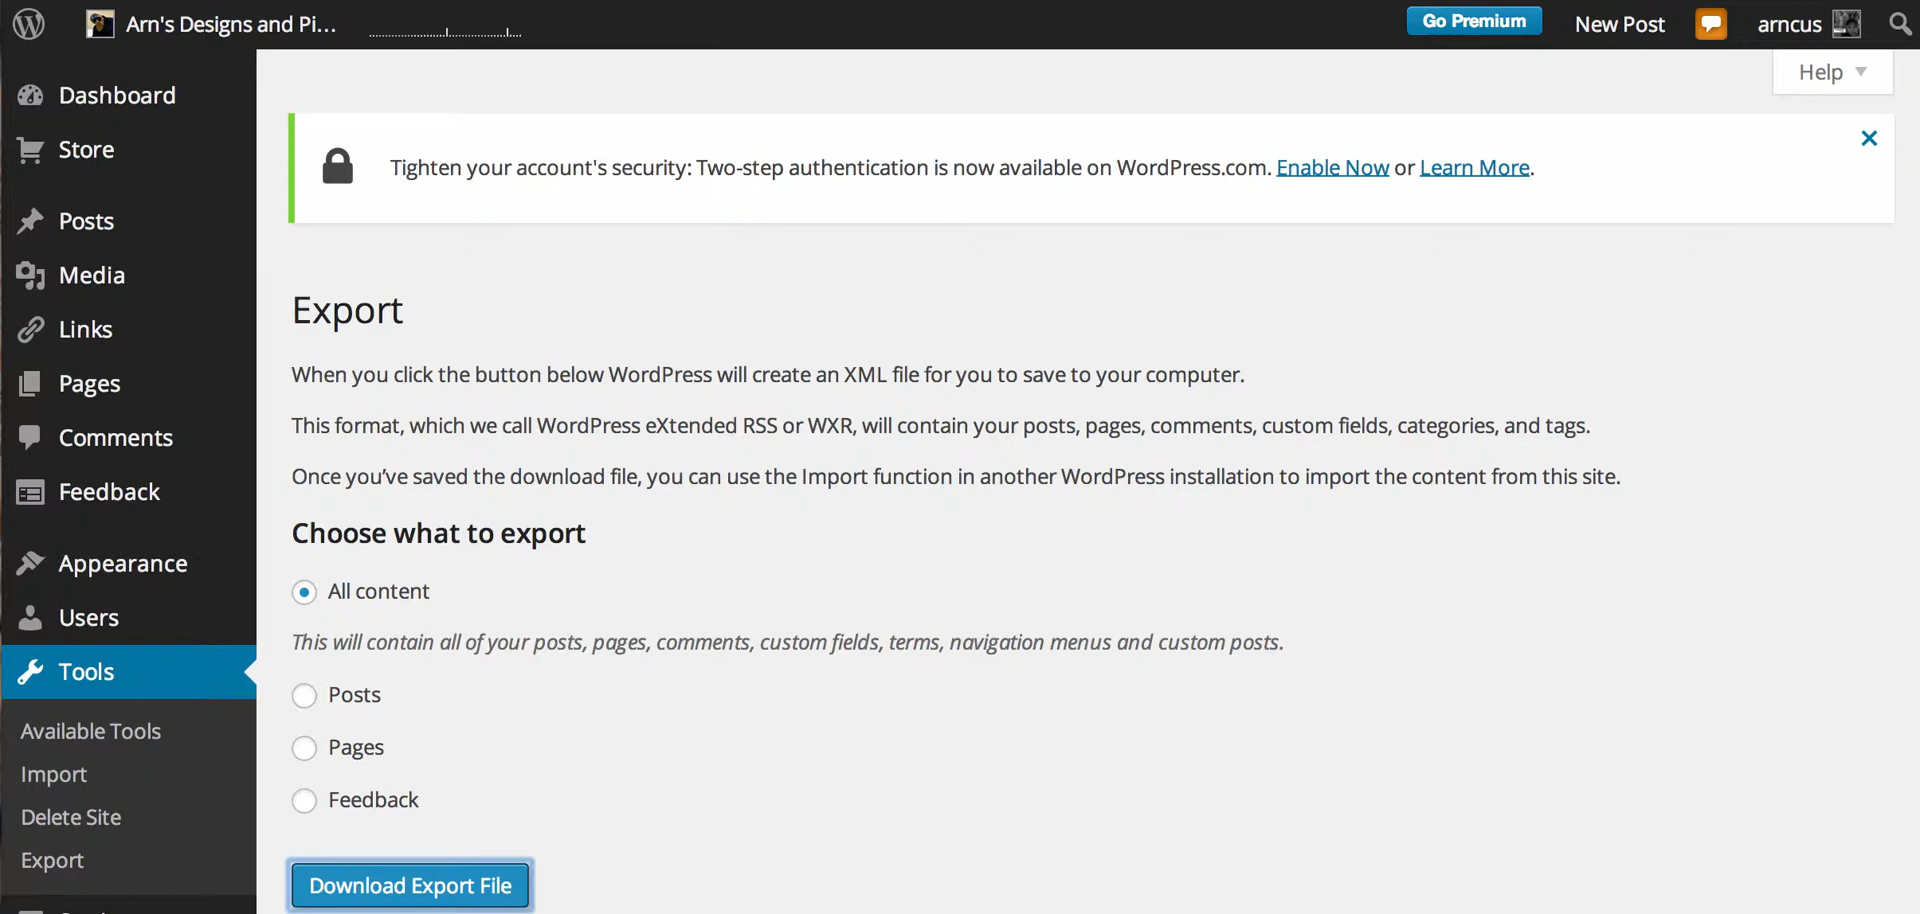 Arn's Designs and Pi...
Go Premium
New Post
arncus
Help
Dashboard
Store
Posts
Media
Links
Pages
Comments
Feedback
Appearance
Users
Tools
Available Tools
Import
Delete Site
Export
Tighten your account's security: Two-step authentication is now available on WordPress.com. Enable Now or Learn More.
Export
When you click the button below WordPress will create an XML file for you to save to your computer.
This format, which we call WordPress eXtended RSS or WXR, will contain your posts, pages, comments, custom fields, categories, and tags.
Once you’ve saved the download file, you can use the Import function in another WordPress installation to import the content from this site.
Choose what to export
All content
This will contain all of your posts, pages, comments, custom fields, terms, navigation menus and custom posts.
Posts
Pages
Feedback
Download Export File